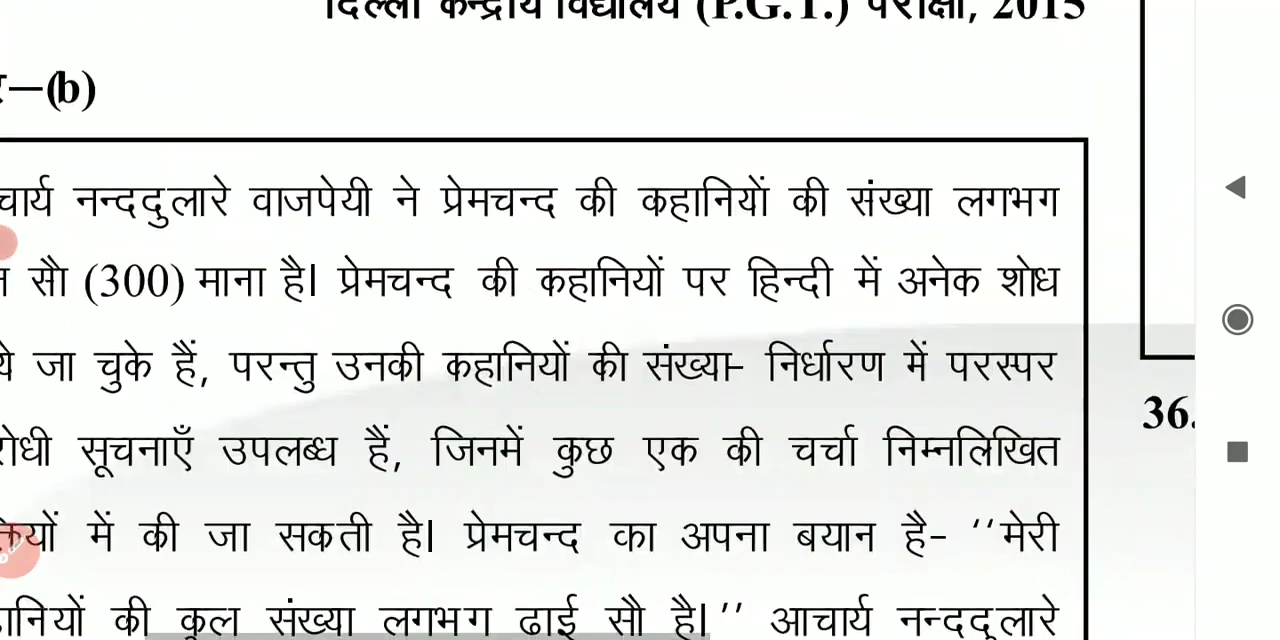 दिल्ली केन्द्रीय विद्यालय (P.G.T.) परीक्षा, 2015
–(b)
नन्ददुलारे वाजपेयी ने प्रेमचन्द की कहानियों की संख्या लगभग
सौ (300) माना है। प्रेमचन्द की कहानियों पर हिन्दी में अनेक शोध
जा चुके हैं, परन्तु उनकी कहानियों की संख्या- निर्धारण में परस्पर
सूचनाएँ उपलब्ध हैं, जिनमें कुछ एक की चर्चा निम्नलिखित
में की जा सकती है। प्रेमचन्द का अपना बयान है- ‘‘मेरी
की कुल संख्या लगभग ढाई सौ है।’’ आचार्य नन्ददुलारे
36.